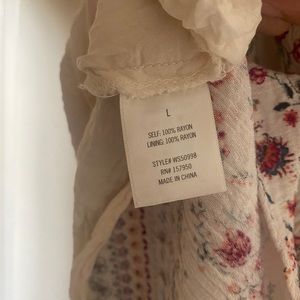 L
SELF: 100% RAYON
LINING: 100% RAYON
STYLE# WS50998
RN# 157950
MADE IN CHINA